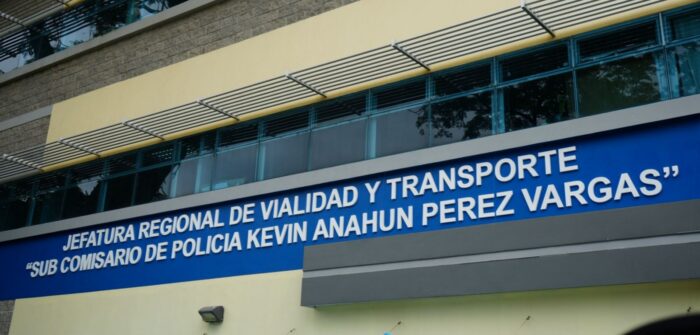 JEFATURA REGIONAL DE VIALIDAD Y TRANSPORTE
“SUB COMISARIO DE POLICIA KEVIN ANAHUN PEREZ VARGAS”